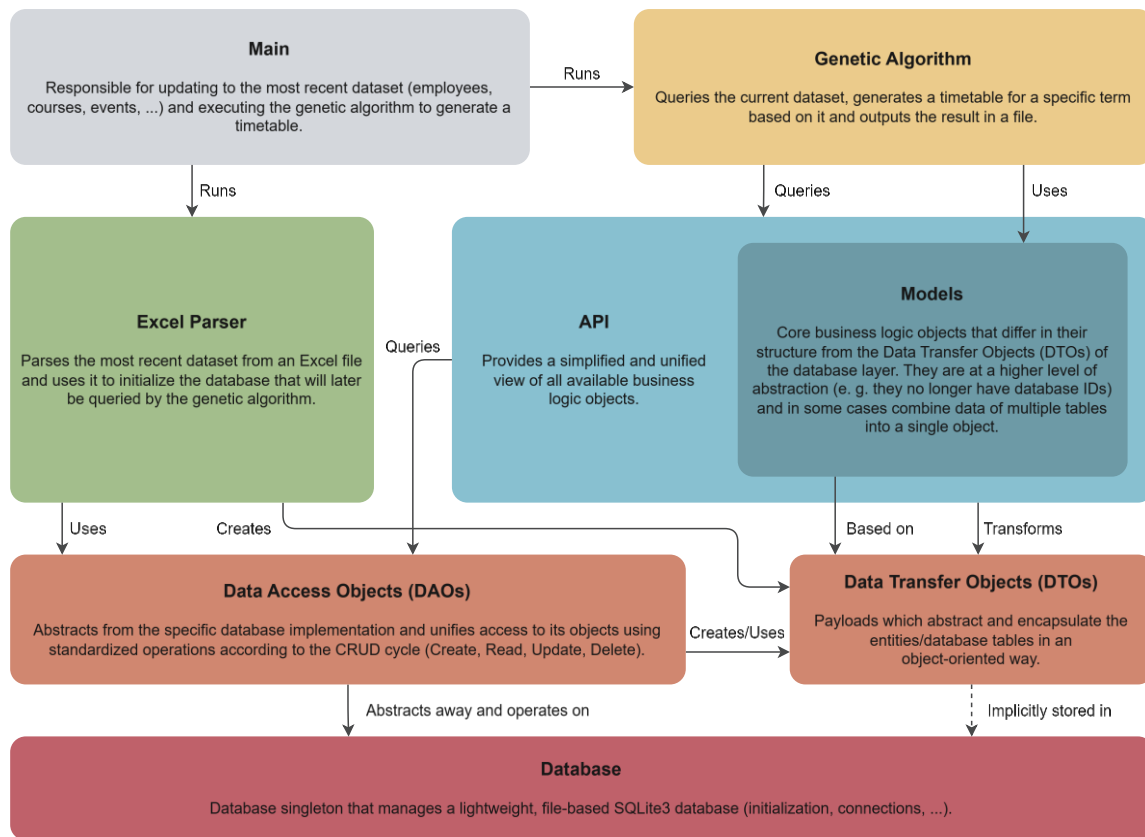 Main
Responsible for updating to the most recent dataset (employees,
courses, events, ...) and executing the genetic algorithm to generate a
timetable.
Runs
Genetic Algorithm
Queries the current dataset, generates a timetable for a specific term
based on it and outputs the result in a file.
Runs
Queries
Uses
Excel Parser
Parses the most recent dataset from an Excel file
and uses it to initialize the database that will later
be queried by the genetic algorithm.
Queries
API
Provides a simplified and unified
view of all available business
logic objects.
Models
Core business logic objects that differ in their
structure from the Data Transfer Objects (DTOs) of
the database layer. They are at a higher level of
abstraction (e. g. they no longer have database IDs)
and in some cases combine data of multiple tables
into a single object.
Uses
Creates
Based on
Transforms
Data Access Objects (DAOs)
Abstracts from the specific database implementation and unifies access to its objects using
standardized operations according to the CRUD cycle (Create, Read, Update, Delete).
Creates/Uses
Data Transfer Objects (DTOs)
Payloads which abstract and encapsulate the
entities/database tables in an
object-oriented way.
Abstracts away and operates on
Implicitly stored in
Database
Database singleton that manages a lightweight, file-based SQLite3 database (initialization, connections, ...).